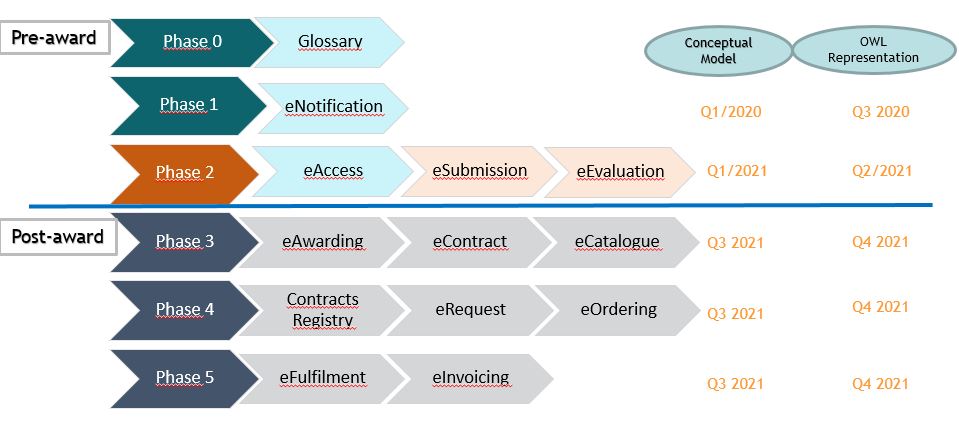 Pre-award
Phase 0
Glossary
Conceptual
Model
OWL
Representation
Phase 1
eNotification
Q1/2020
Q3 2020
Phase 2
eAccess
eSubmission
eEvaluation
Q1/2021
Q2/2021
Post-award
Phase 3
eAwarding
eContract
eCatalogue
Q3 2021
Q4 2021
Phase 4
Contracts
Registry
eRequest
eOrdering
Q3 2021
Q4 2021
Phase 5
eFulfilment
eInvoicing
Q3 2021
Q4 2021